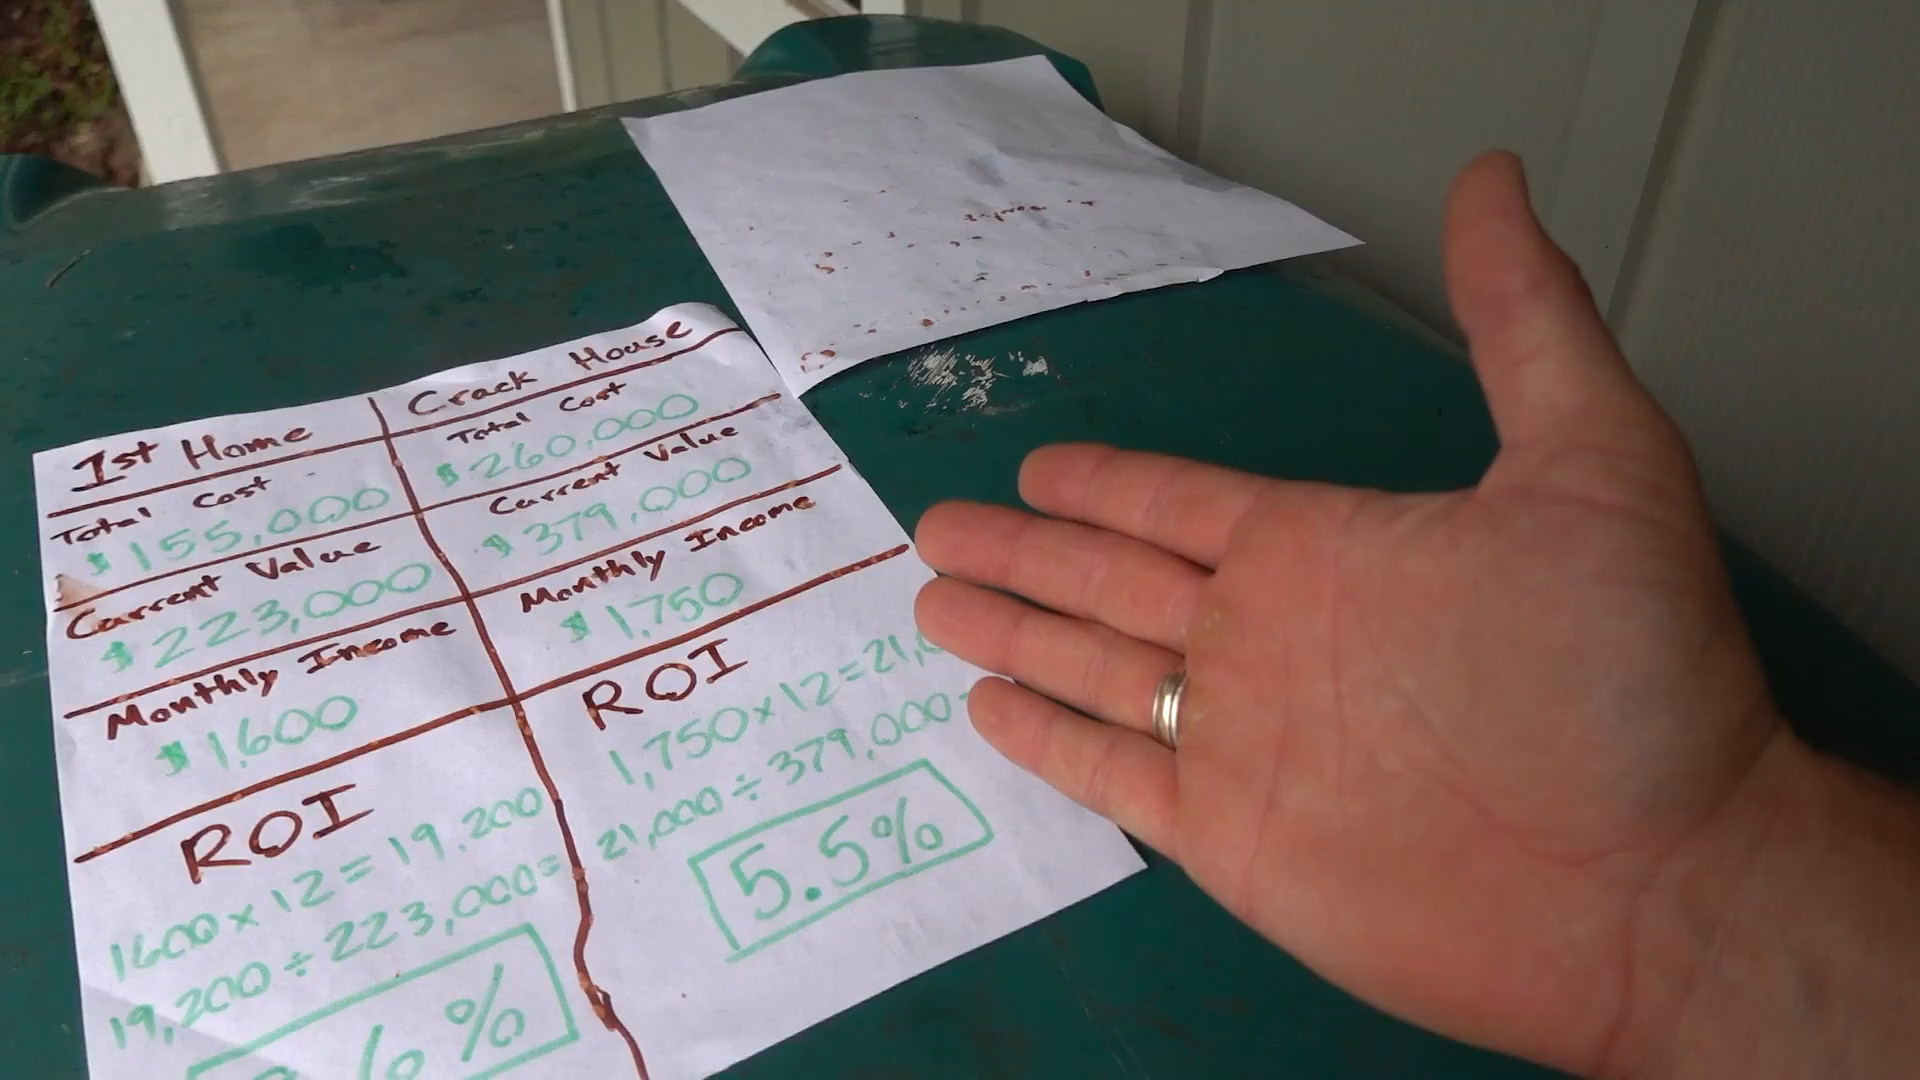 1st Home
Total Cost
$155,000
Current Value
$223,000
Monthly Income
$1,600
ROI
1600 x 12 = 19,200
19,200 ÷ 223,000 =
6%
Crack House
Total Cost
$260,000
Current Value
$379,000
Monthly Income
$1,750
ROI
1,750 x 12 = 21,0
21,000 ÷ 379,000 =
5.5%